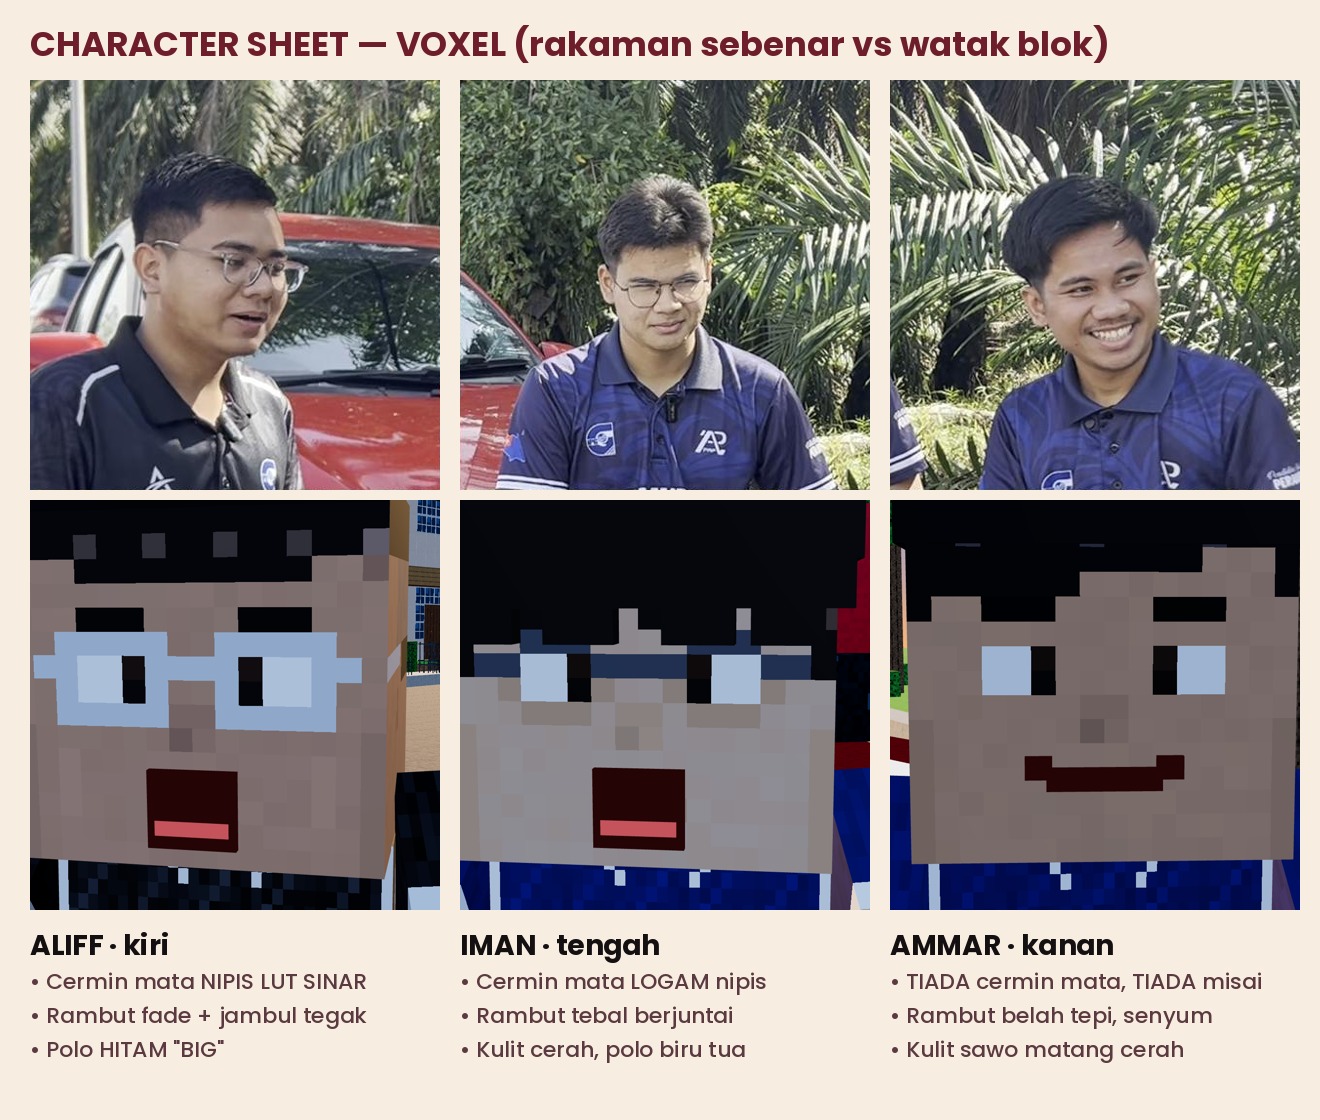 CHARACTER SHEET — VOXEL (rakaman sebenar vs watak blok)
AP
ALIFF · kiri
• Cermin mata NIPIS LUT SINAR
• Rambut fade + jambul tegak
• Polo HITAM "BIG"
IMAN · tengah
• Cermin mata LOGAM nipis
• Rambut tebal berjuntai
• Kulit cerah, polo biru tua
AMMAR · kanan
• TIADA cermin mata, TIADA misai
• Rambut belah tepi, senyum
• Kulit sawo matang cerah